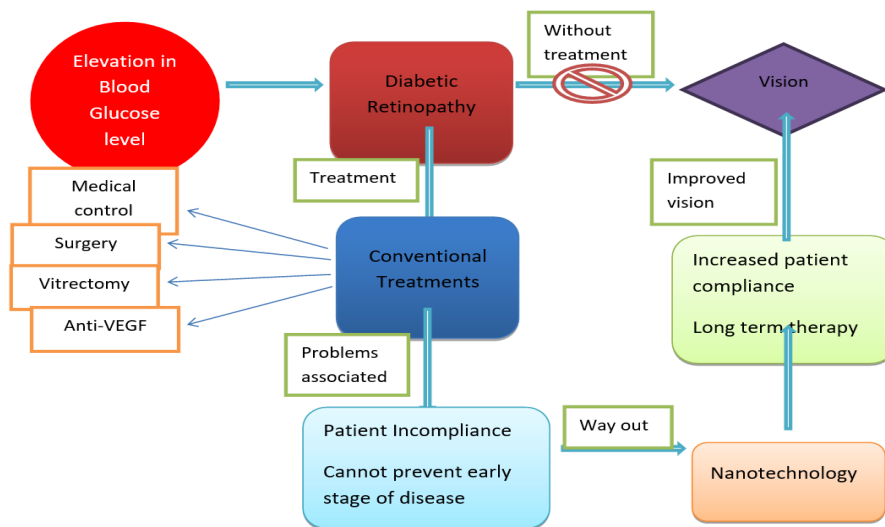 Elevation in
Blood
Glucose
level
Diabetic
Retinopathy
Without
treatment
Vision
Medical
control
Surgery
Vitrectomy
Anti-VEGF
Treatment
Conventional
Treatments
Improved
vision
Increased patient
compliance
Long term therapy
Problems
associated
Patient Incompliance
Cannot prevent early
stage of disease
Way out
Nanotechnology